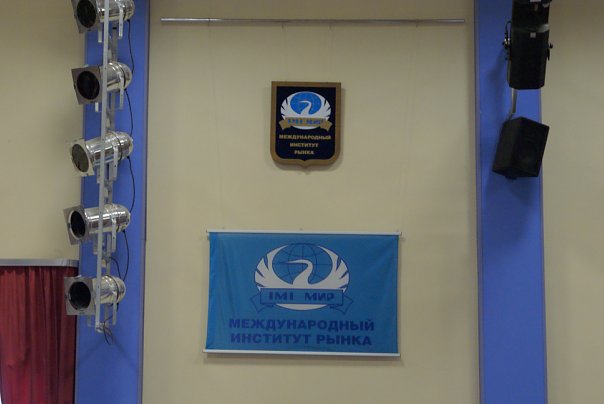 IMI МИР
МЕЖДУНАРОДНЫЙ
ИНСТИТУТ
РЫНКА
IMI МИР
МЕЖДУНАРОДНЫЙ
ИНСТИТУТ РЫНКА